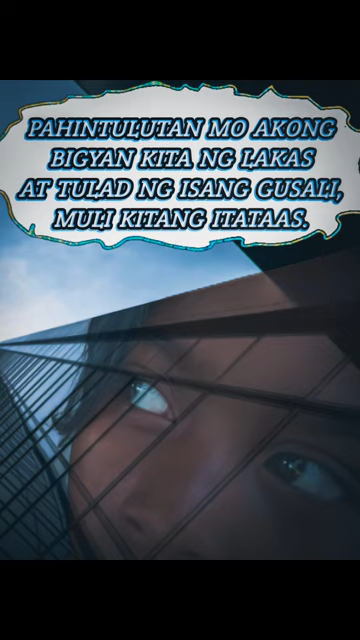 PAHINTULUTAN MO AKONG
BIGYAN KITA NG LAKAS
AT TULAD NG ISANG GUSALI,
MULI KITANG ITATAAS.